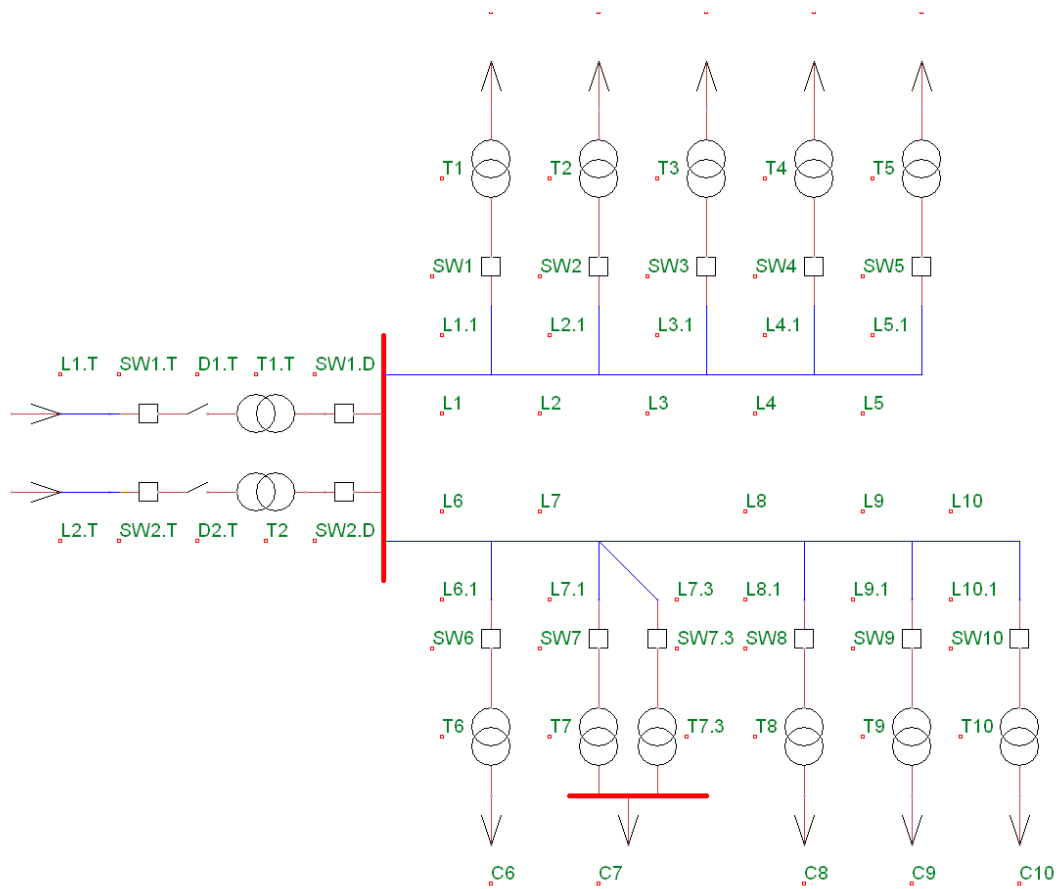 T1 T2 T3 T4 T5
SW1 SW2 SW3 SW4 SW5
L1.1 L2.1 L3.1 L4.1 L5.1
L1.T SW1.T D1.T T1.T SW1.D
L1 L2 L3 L4 L5
L6 L7 L8 L9 L10
L2.T SW2.T D2.T T2 SW2.D
L6.1 L7.1 L7.3 L8.1 L9.1 L10.1
SW6 SW7 SW7.3 SW8 SW9 SW10
T6 T7 T7.3 T8 T9 T10
C6 C7 C8 C9 C10